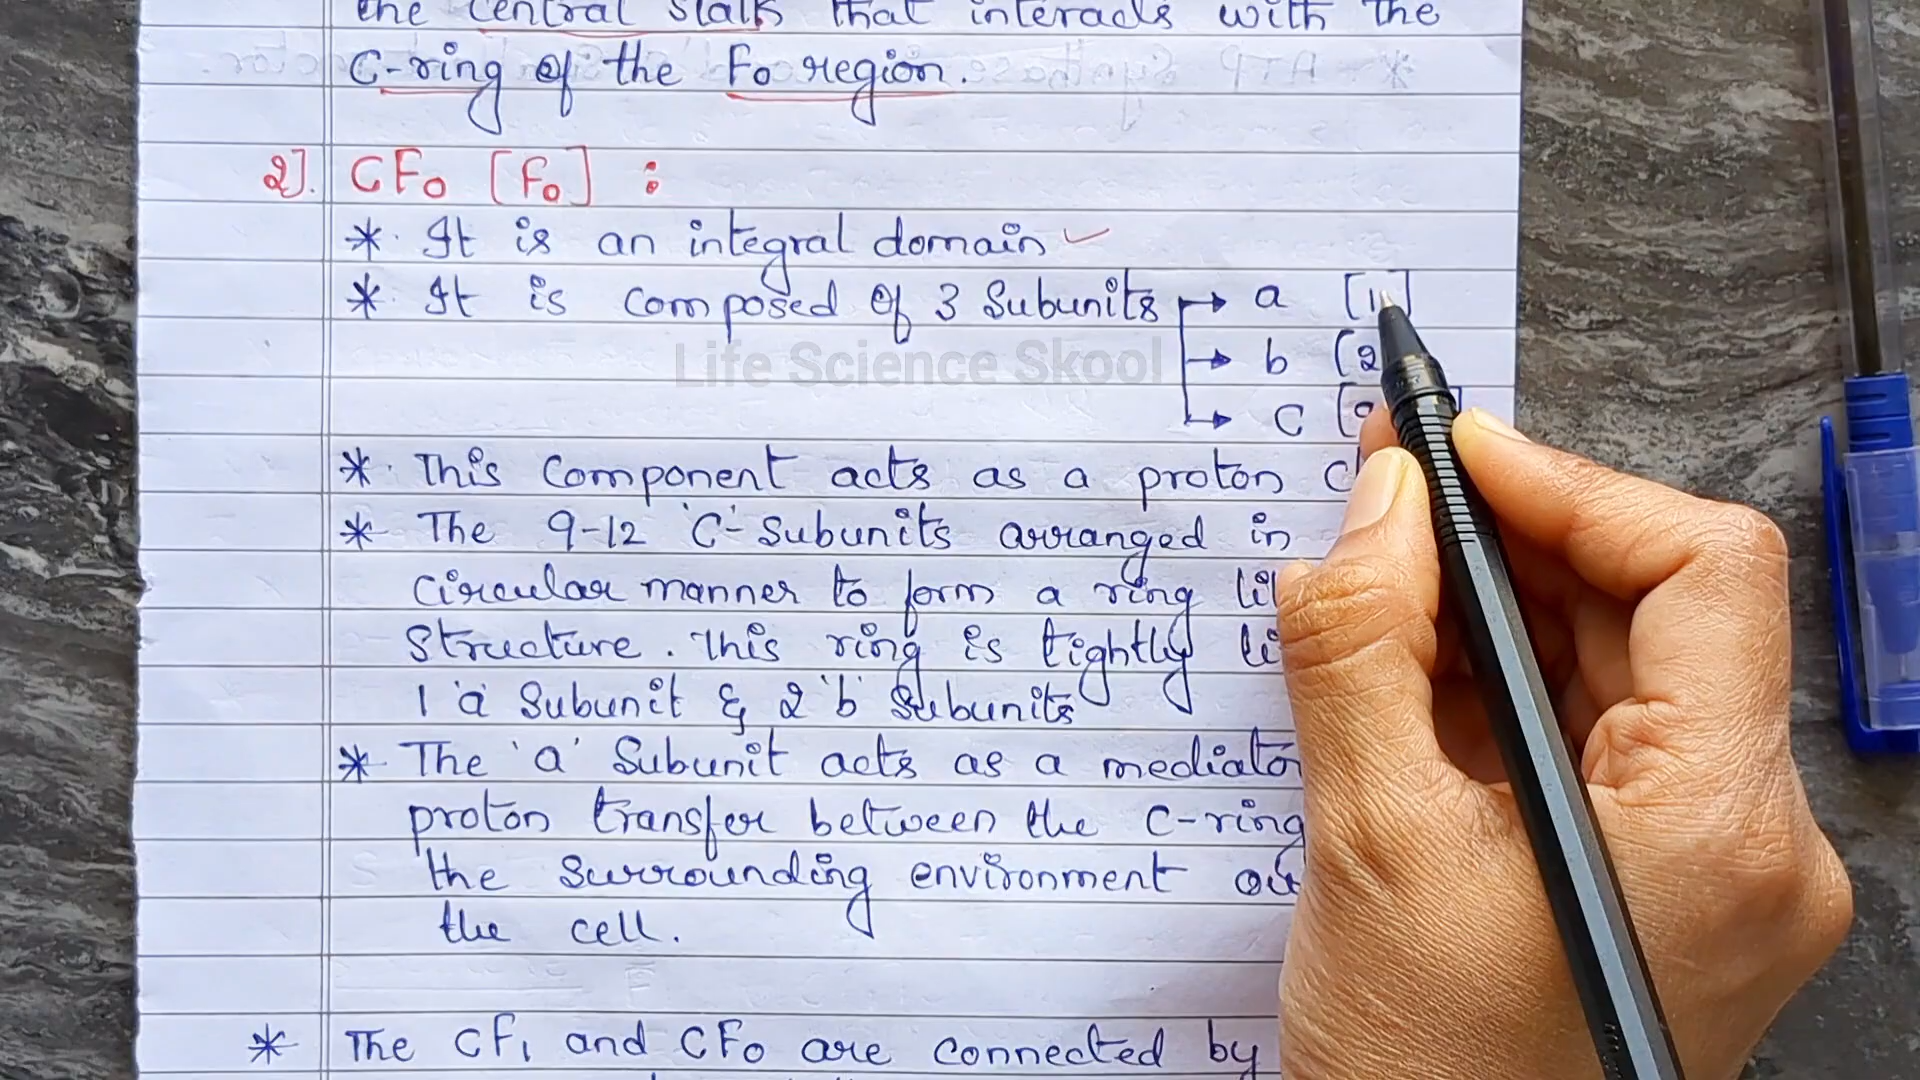 the central stalk that interacts with the
C-ring of the Fo region.
2]. CFo [Fo] :
* It is an integral domain
* It is composed of 3 Subunits → a [1]
Life Science Skool
→ b [2
→ C
* This component acts as a proton
* The 9-12 'C'-Subunits arranged in
circular manner to form a ring
structure. This ring is tightly
1 'a' Subunit & 2 'b' Subunits
* The 'a' Subunit acts as a mediator
proton transfer between the C-ring
the surrounding environment
the cell.
* The CF₁ and CFo are connected by